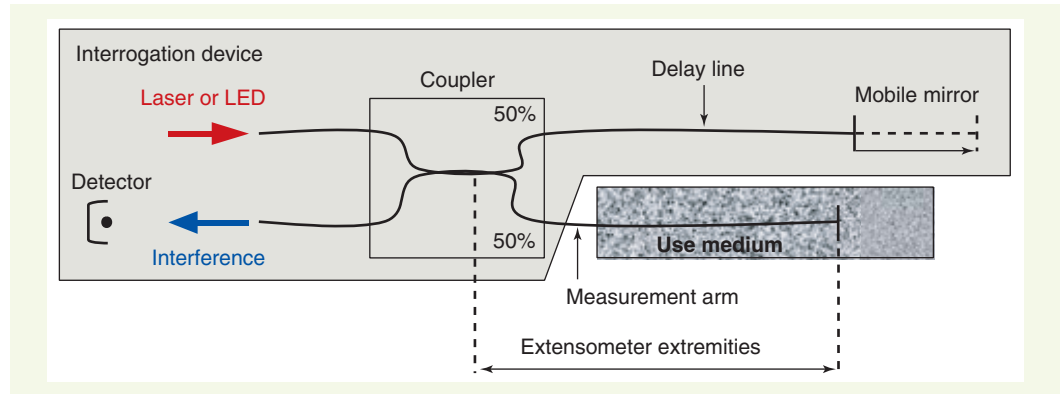 Interrogation device
Laser or LED
Coupler
50%
Delay line
Mobile mirror
Detector
Interference
50%
Use medium
Measurement arm
Extensometer extremities